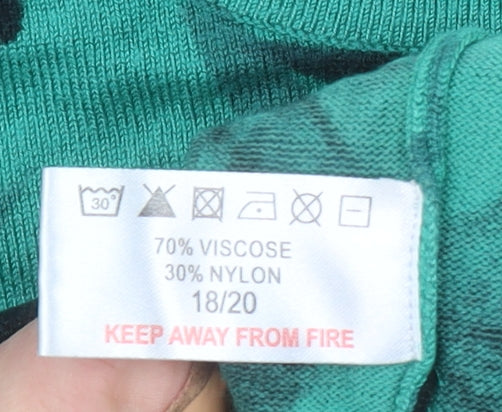 30°
70% VISCOSE
30% NYLON
18/20
KEEP AWAY FROM FIRE